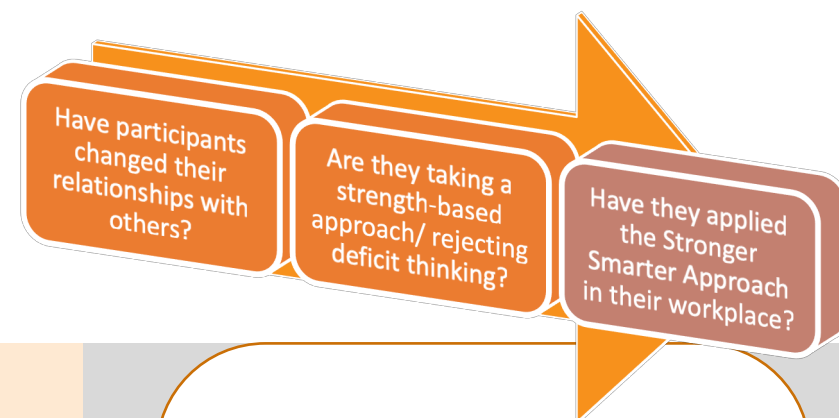 Have participants
changed their
relationships with
others?
Are they taking a
strength-based
approach/ rejecting
deficit thinking?
Have they applied
the Stronger
Smarter Approach
in their workplace?